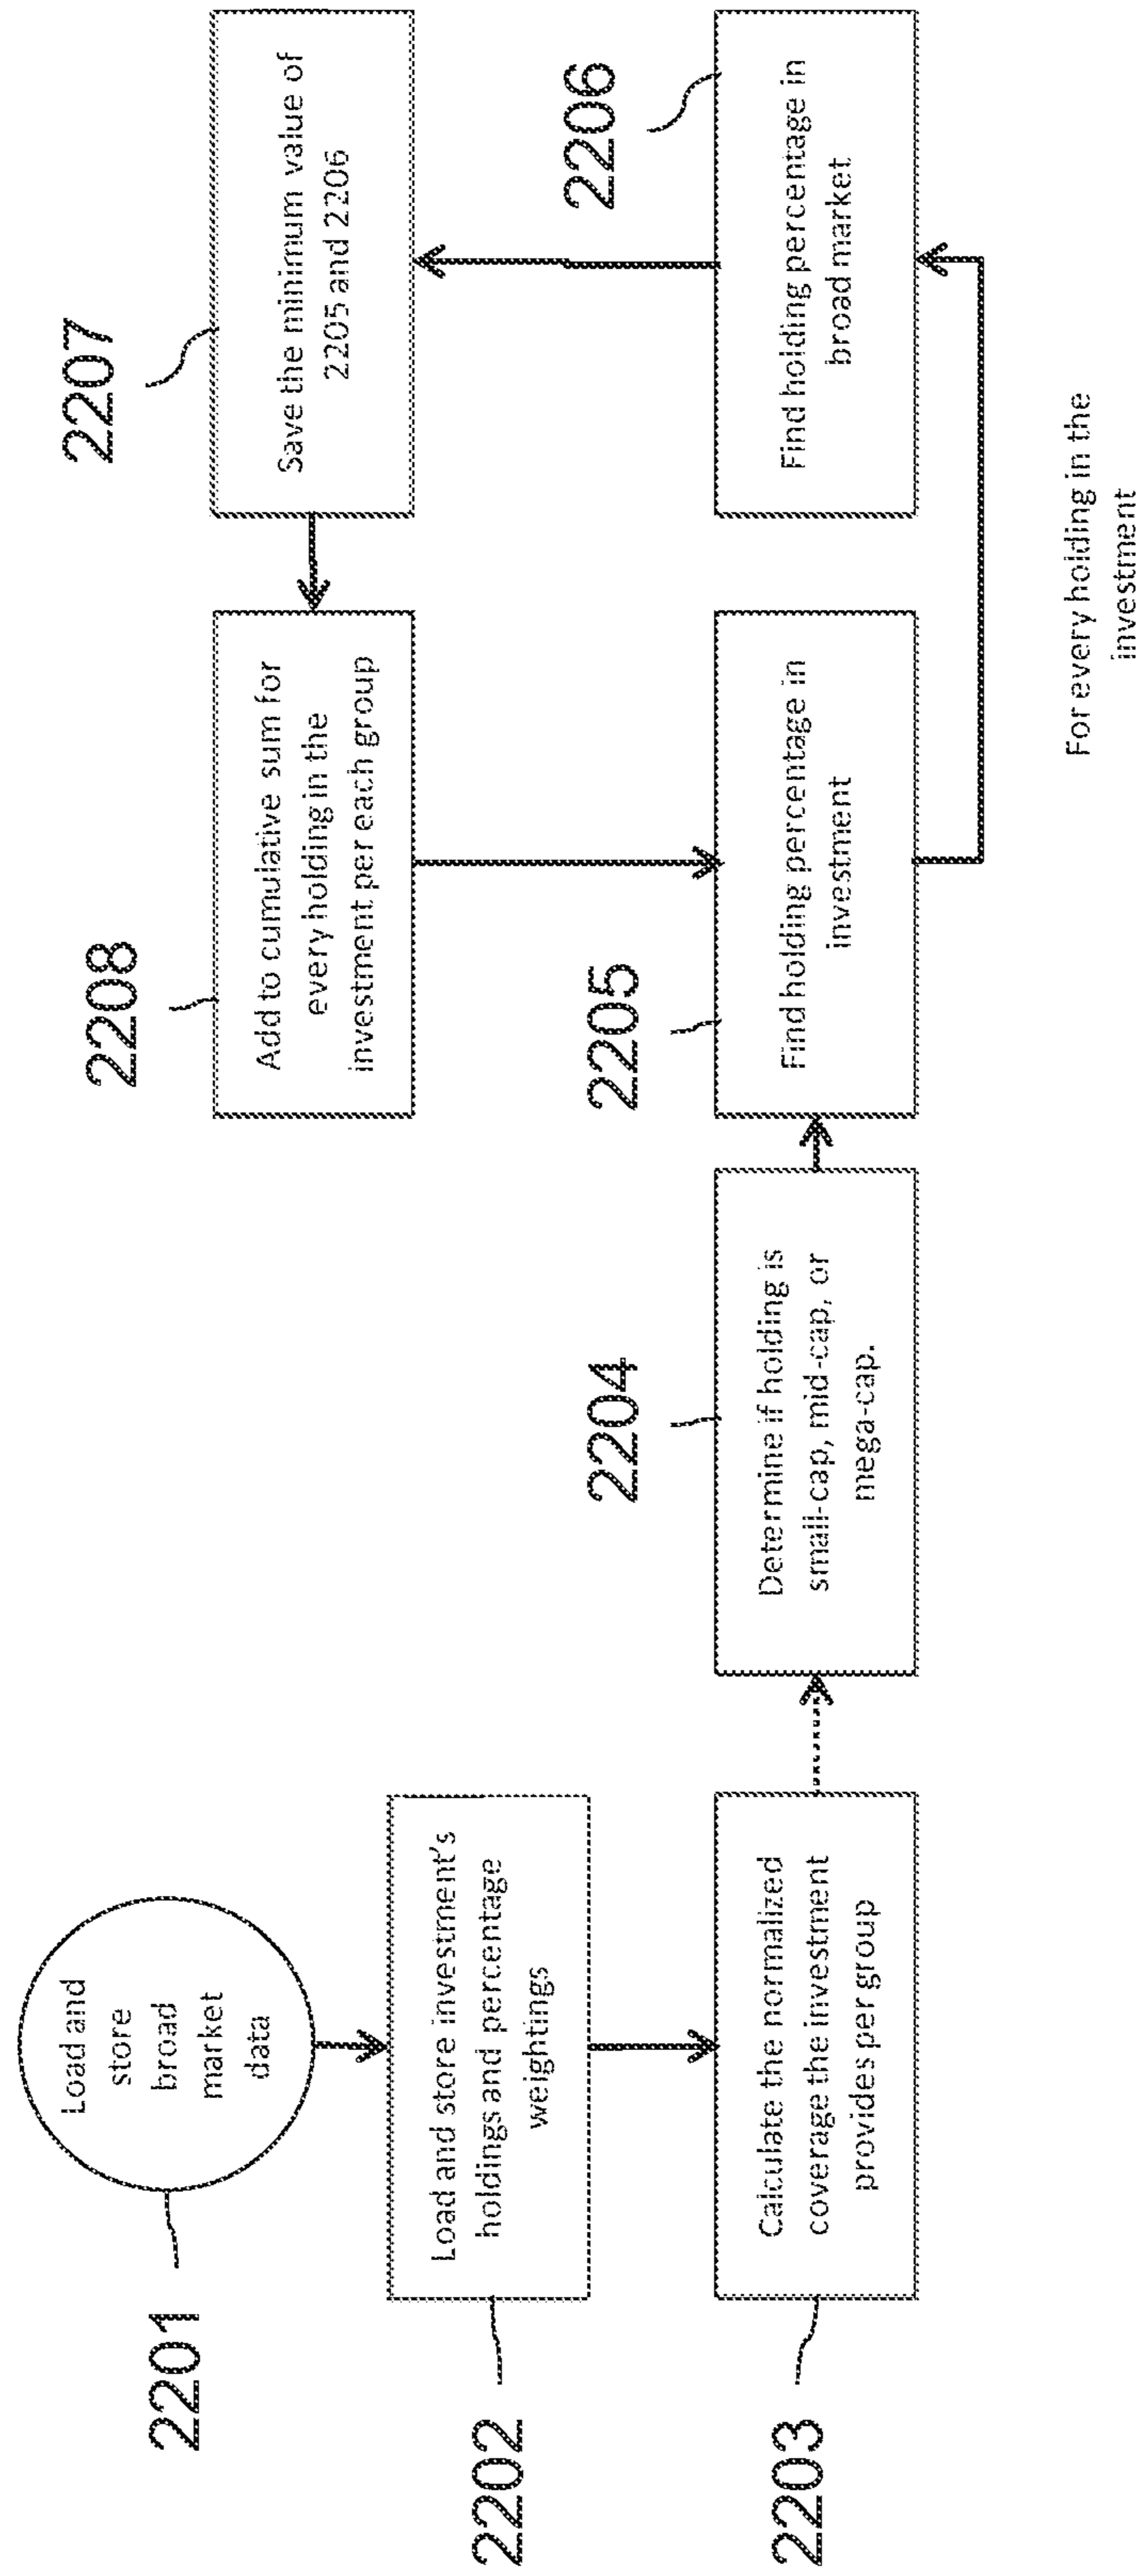 2201
Load and
store
broad
market
data
2202
Load and store investment's
holdings and percentage
weightings
2203
Calculate the normalized
coverage the investment
provides per group
2204
Determine if holding is
small-cap, mid-cap, or
mega-cap.
2205
Find holding percentage in
investment
2206
Find holding percentage in
broad market
2207
Save the minimum value of
2205 and 2206
2208
Add to cumulative sum for
every holding in the
investment per each group
For every holding in the
investment